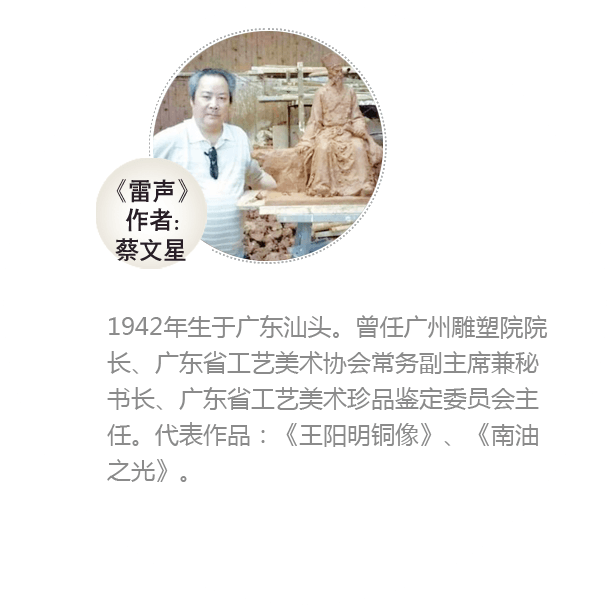 《雷声》
作者:
蔡文星
1942年生于广东汕头。曾任广州雕塑院院
长、广东省工艺美术协会常务副主席兼秘
书长、广东省工艺美术珍品鉴定委员会主
任。代表作品：《王阳明铜像》、《南油
之光》。